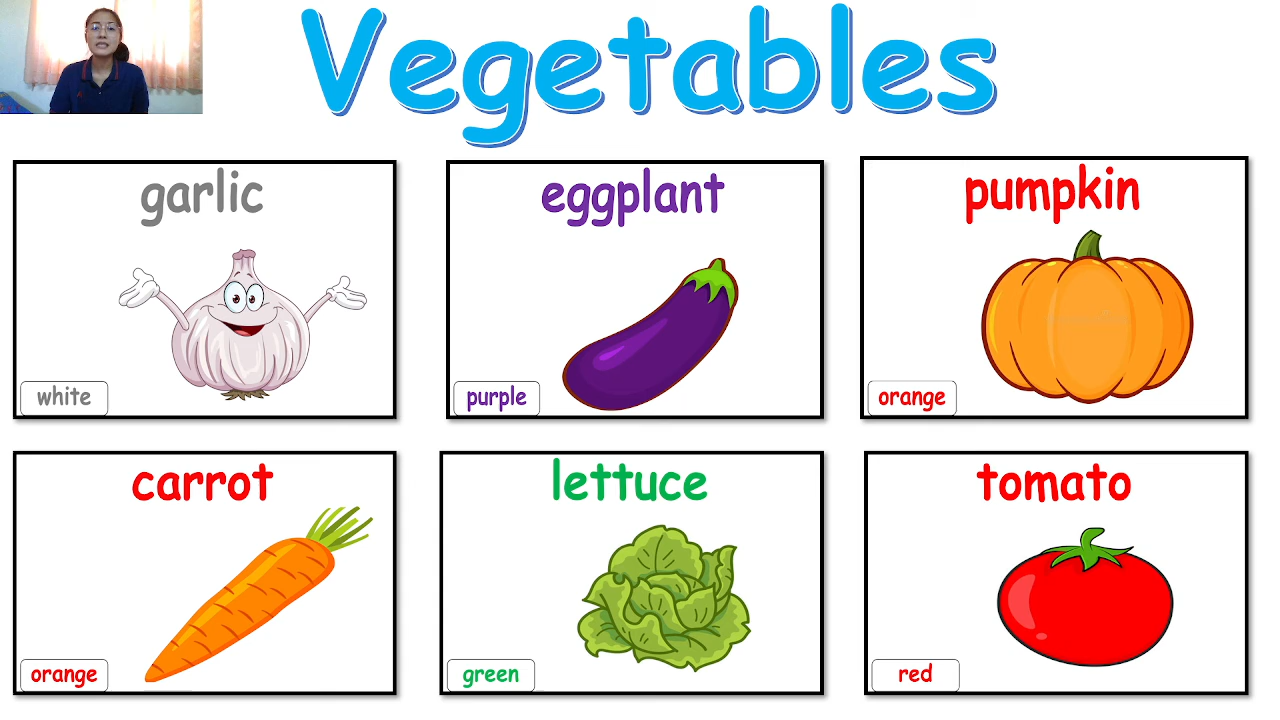 Vegetables
garlic
white
eggplant
purple
pumpkin
orange
carrot
orange
lettuce
green
tomato
red